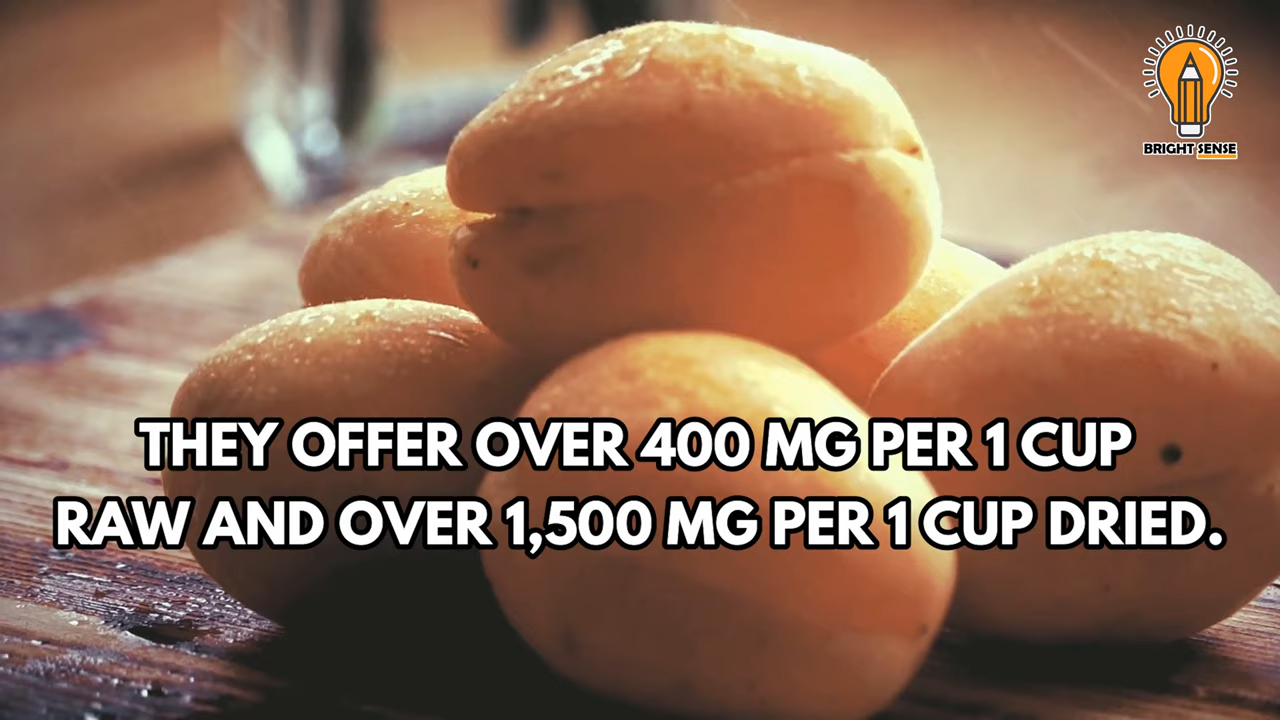 BRIGHT SENSE
THEY OFFER OVER 400 MG PER 1 CUP
RAW AND OVER 1,500 MG PER 1 CUP DRIED.